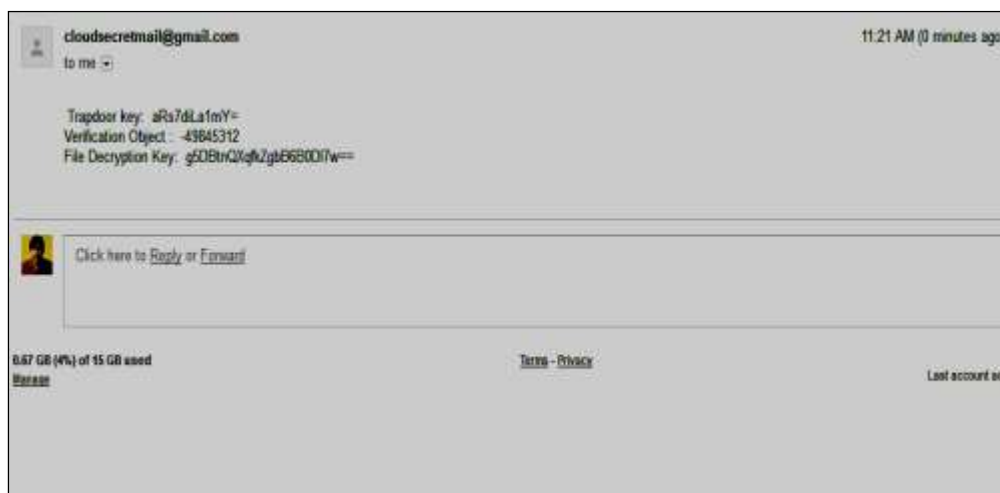 cloudsecretmail@gmail.com
11:21 AM (0 minutes ago
to me
Trapdoor key: aRs7diLa1mY=
Verification Object : -49845312
File Decryption Key:
Click here to Reply or Forward
0.67 GB (4%) of 15 GB used
Manage
Terms - Privacy
Last account